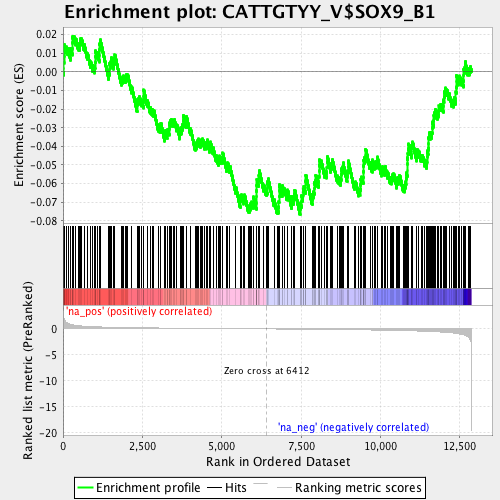 Enrichment plot: CATTGTYY_V$SOX9_B1
Enrichment score (ES)
0.02
0.01
0.00
-0.01
-0.02
-0.03
-0.04
-0.05
-0.06
-0.07
-0.08
'na_pos' (positively correlated)
Ranked list metric (PreRanked)
0
-5
-10
-15
-20
Zero cross at 6412
'na_neg' (negatively correlated)
0
2,500
5,000
7,500
10,000
12,500
Rank in Ordered Dataset
Enrichment profile
Hits
Ranking metric scores